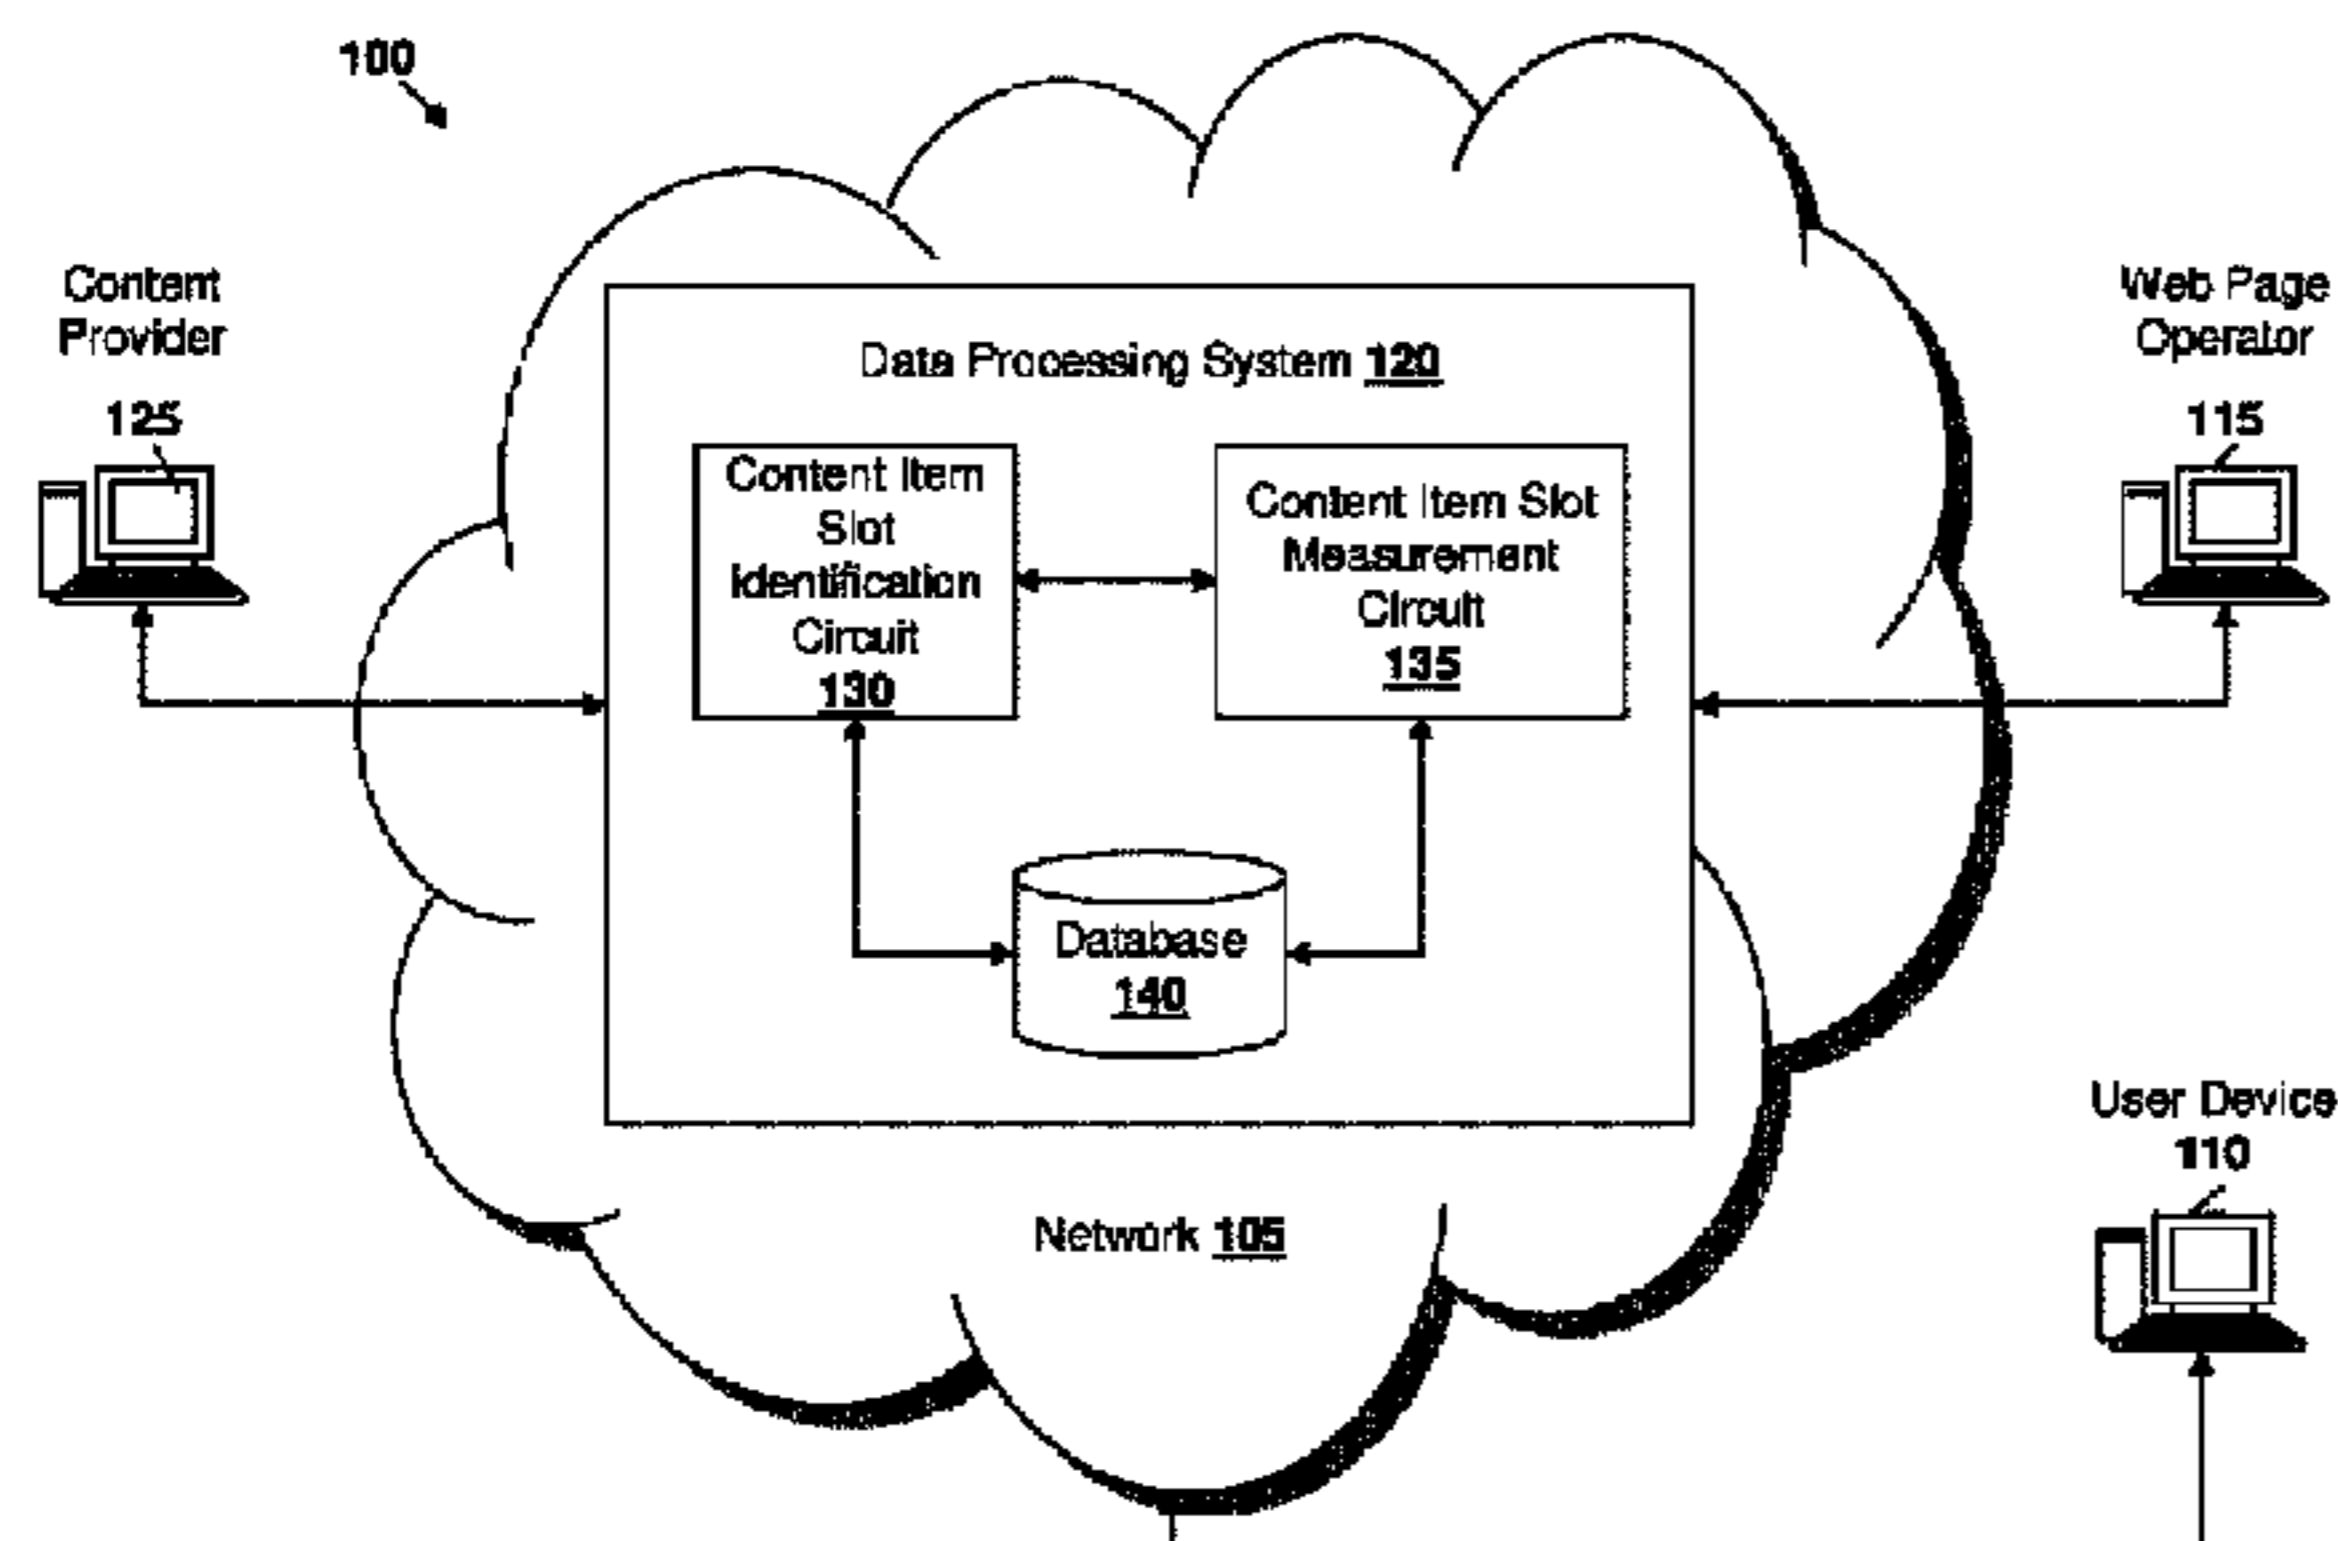 100
Content
Provider
125
Web Page
Operator
115
Data Processing System 120
Content Item
Slot
Identification
Circuit
130
Content Item Slot
Measurement
Circuit
135
Database
140
User Device
110
Network 105